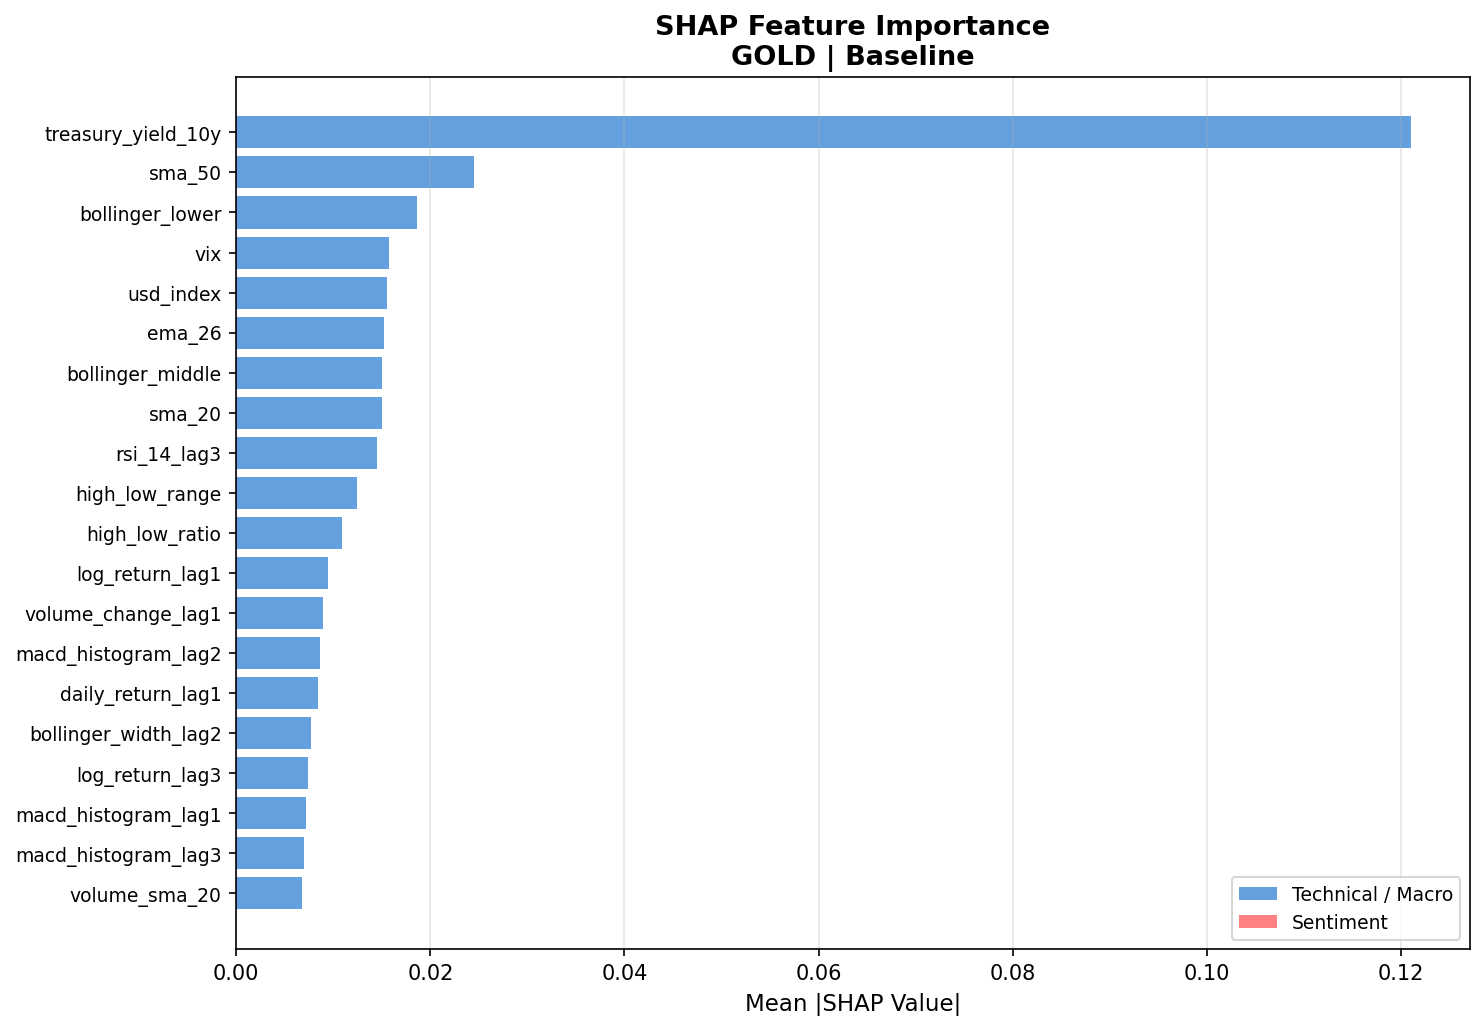 SHAP Feature Importance
GOLD | Baseline
treasury_yield_10y
sma_50
bollinger_lower
vix
usd_index
ema_26
bollinger_middle
sma_20
rsi_14_lag3
high_low_range
high_low_ratio
log_return_lag1
volume_change_lag1
macd_histogram_lag2
daily_return_lag1
bollinger_width_lag2
log_return_lag3
macd_histogram_lag1
macd_histogram_lag3
volume_sma_20
Technical / Macro
Sentiment
0.00 0.02 0.04 0.06 0.08 0.10 0.12
Mean |SHAP Value|